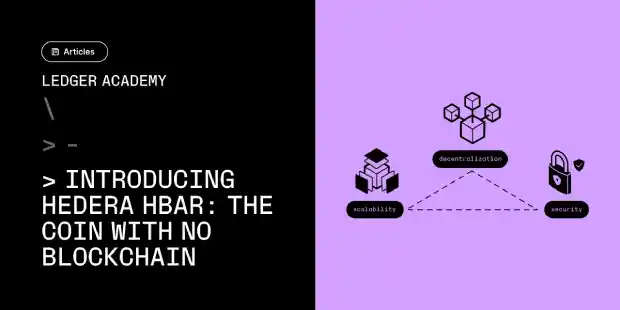 Articles
LEDGER ACADEMY
\
> -
> INTRODUCING
HEDERA HBAR: THE
COIN WITH NO
BLOCKCHAIN
decentralization
scalability
security